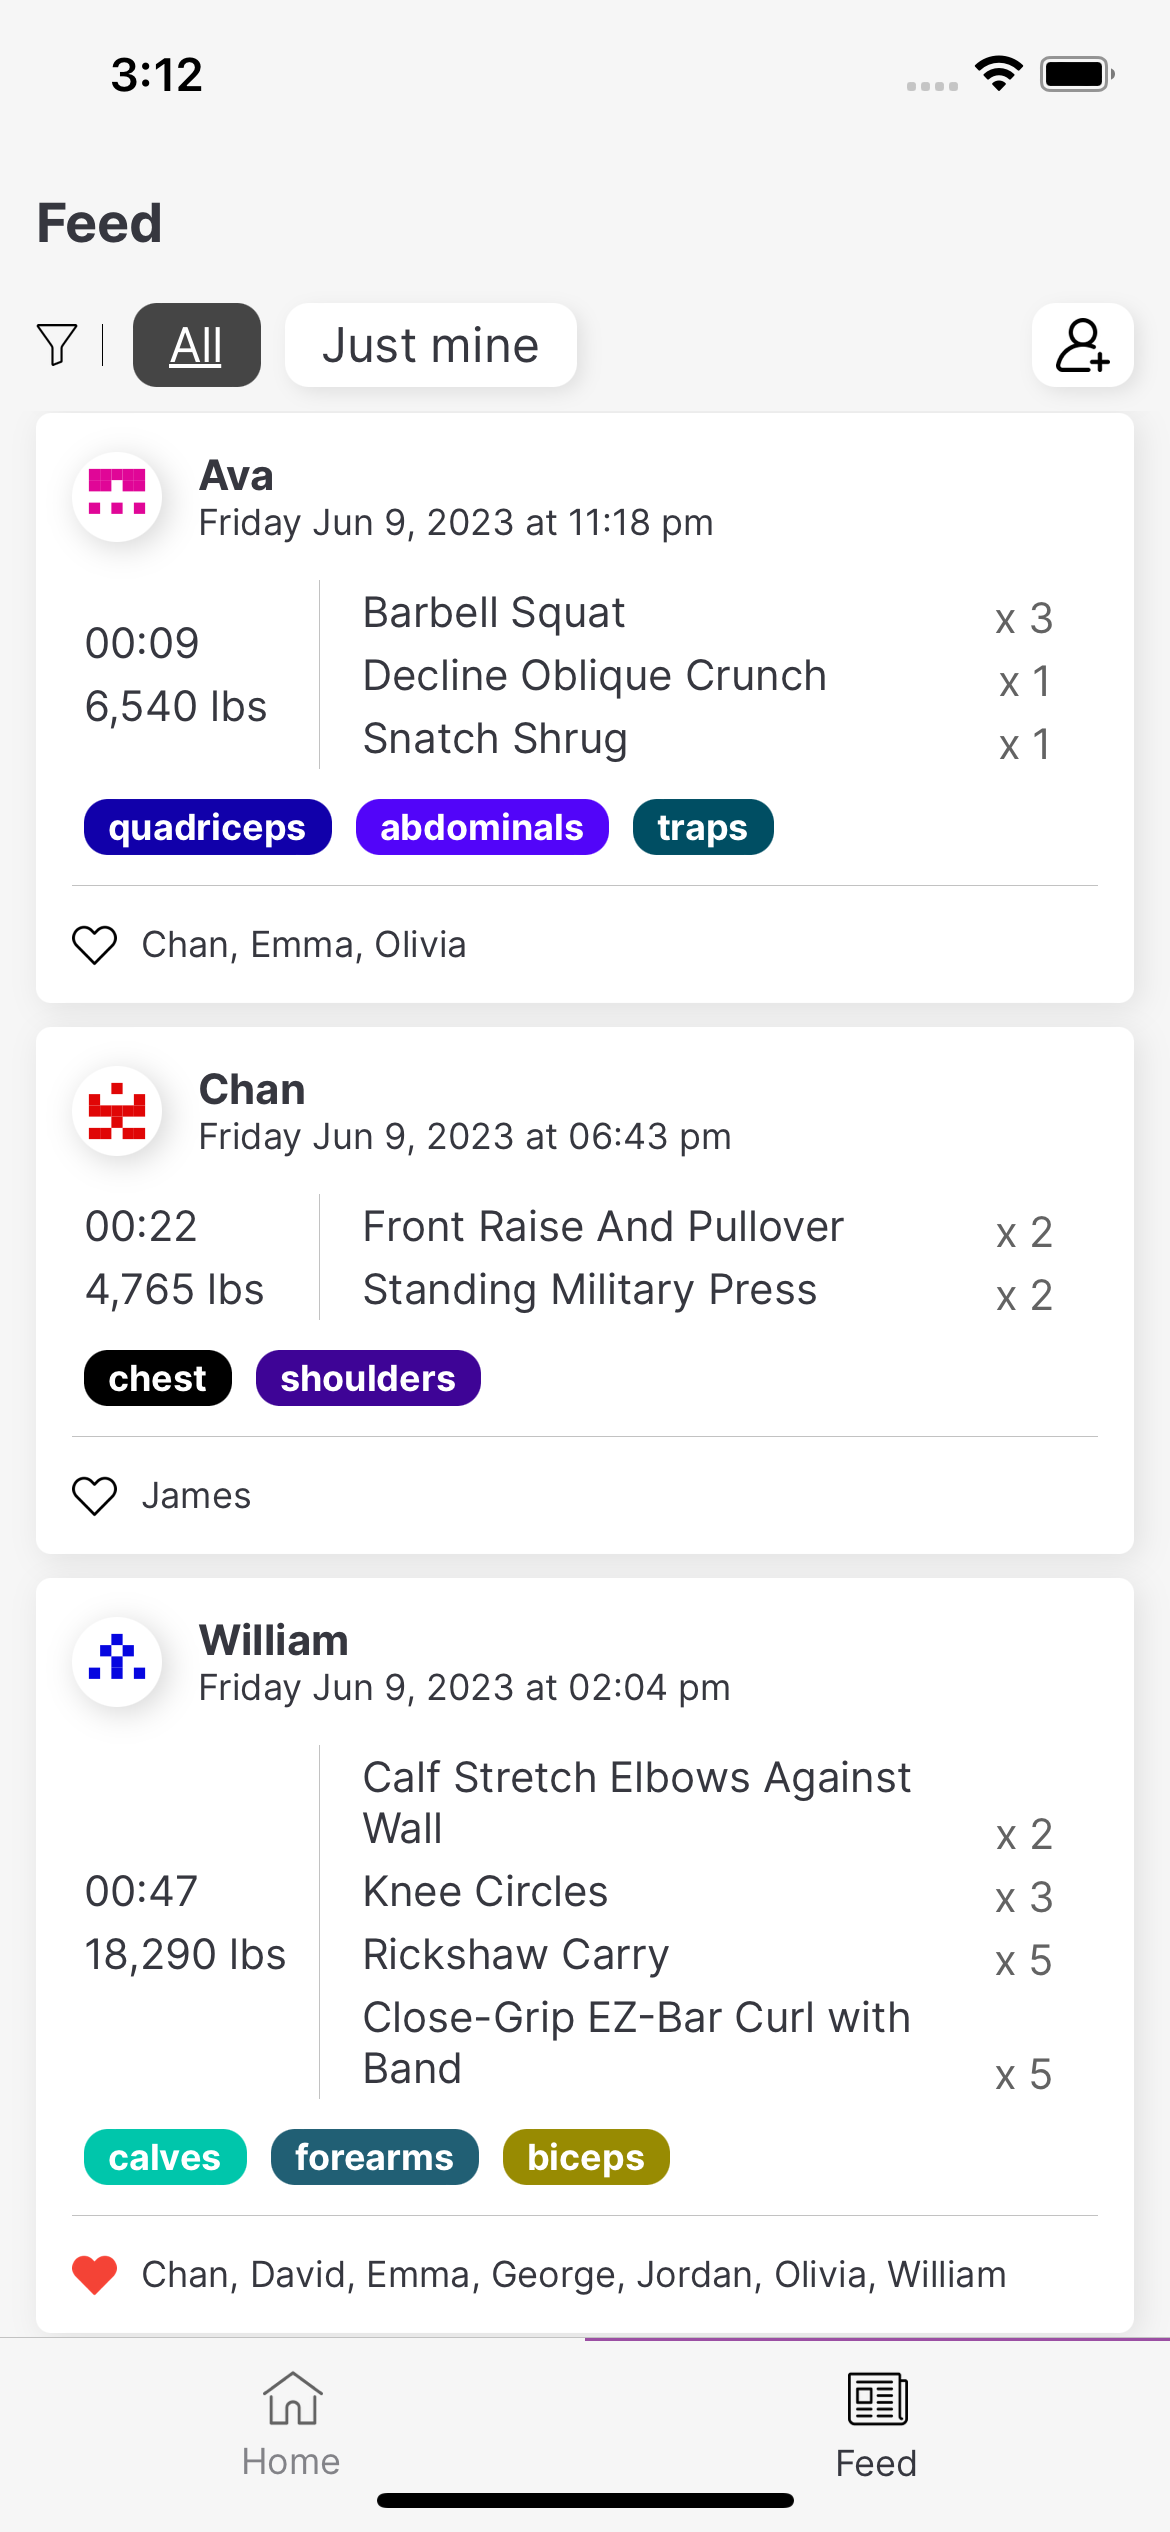 3:12
Feed
All
Just mine
Ava
Friday Jun 9, 2023 at 11:18 pm
00:09
6,540 lbs
Barbell Squat x 3
Decline Oblique Crunch x 1
Snatch Shrug x 1
quadriceps abdominals traps
Chan, Emma, Olivia
Chan
Friday Jun 9, 2023 at 06:43 pm
00:22
4,765 lbs
Front Raise And Pullover x 2
Standing Military Press x 2
chest shoulders
James
William
Friday Jun 9, 2023 at 02:04 pm
00:47
18,290 lbs
Calf Stretch Elbows Against
Wall x 2
Knee Circles x 3
Rickshaw Carry x 5
Close-Grip EZ-Bar Curl with
Band x 5
calves forearms biceps
Chan, David, Emma, George, Jordan, Olivia, William
Home
Feed